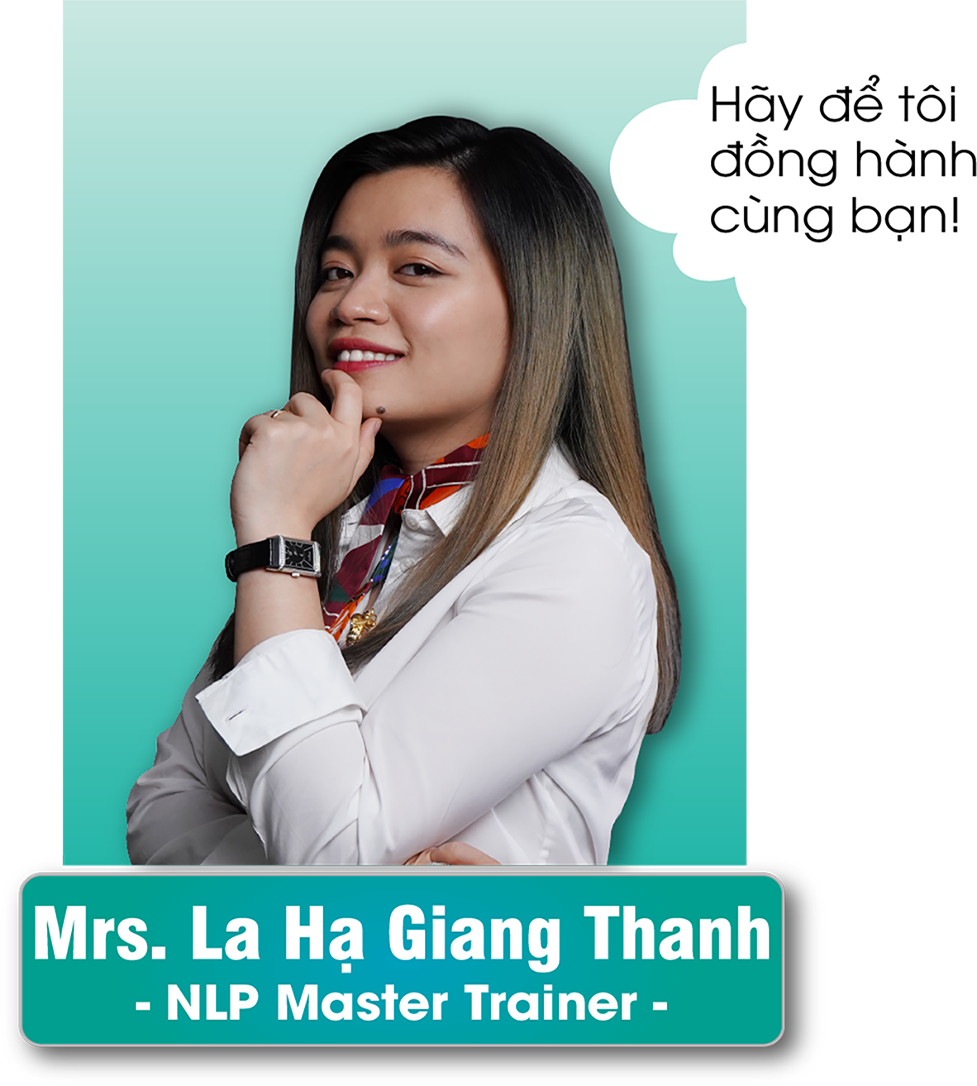 Hãy để tôi
đồng hành
cùng bạn!
Mrs. La Hạ Giang Thanh
- NLP Master Trainer -